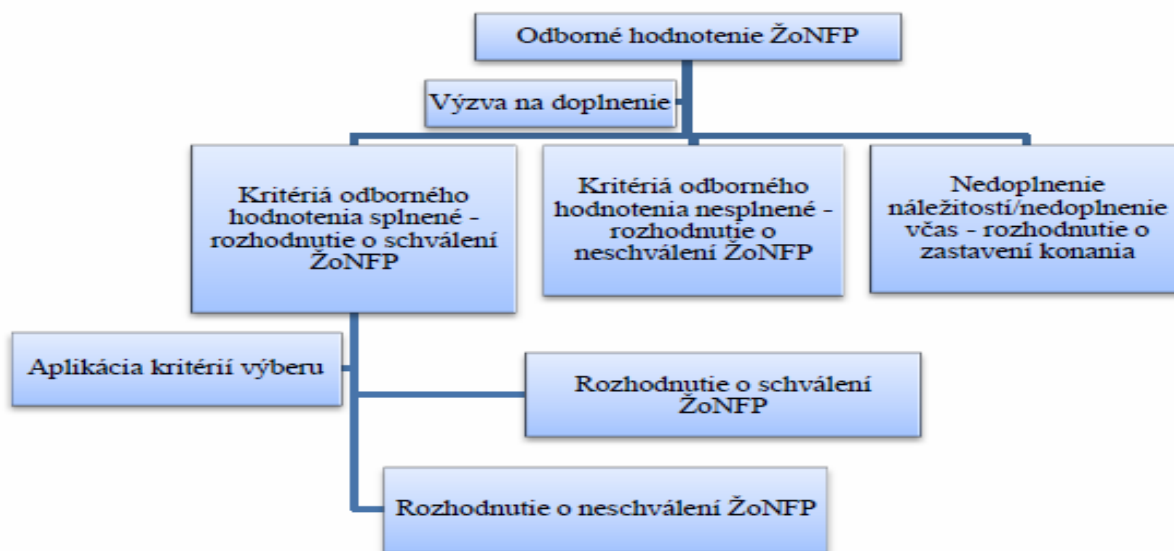 Odborné hodnotenie ŽoNFP
Výzva na doplnenie
Kritériá odborného
hodnotenia splnené -
rozhodnutie o schválení
ŽoNFP
Kritériá odborného
hodnotenia nesplnené -
rozhodnutie o
neschválení ŽoNFP
Nedoplnenie
náležitostí/nedoplnenie
včas - rozhodnutie o
zastavení konania
Aplikácia kritérií výberu
Rozhodnutie o schválení
ŽoNFP
Rozhodnutie o neschválení ŽoNFP